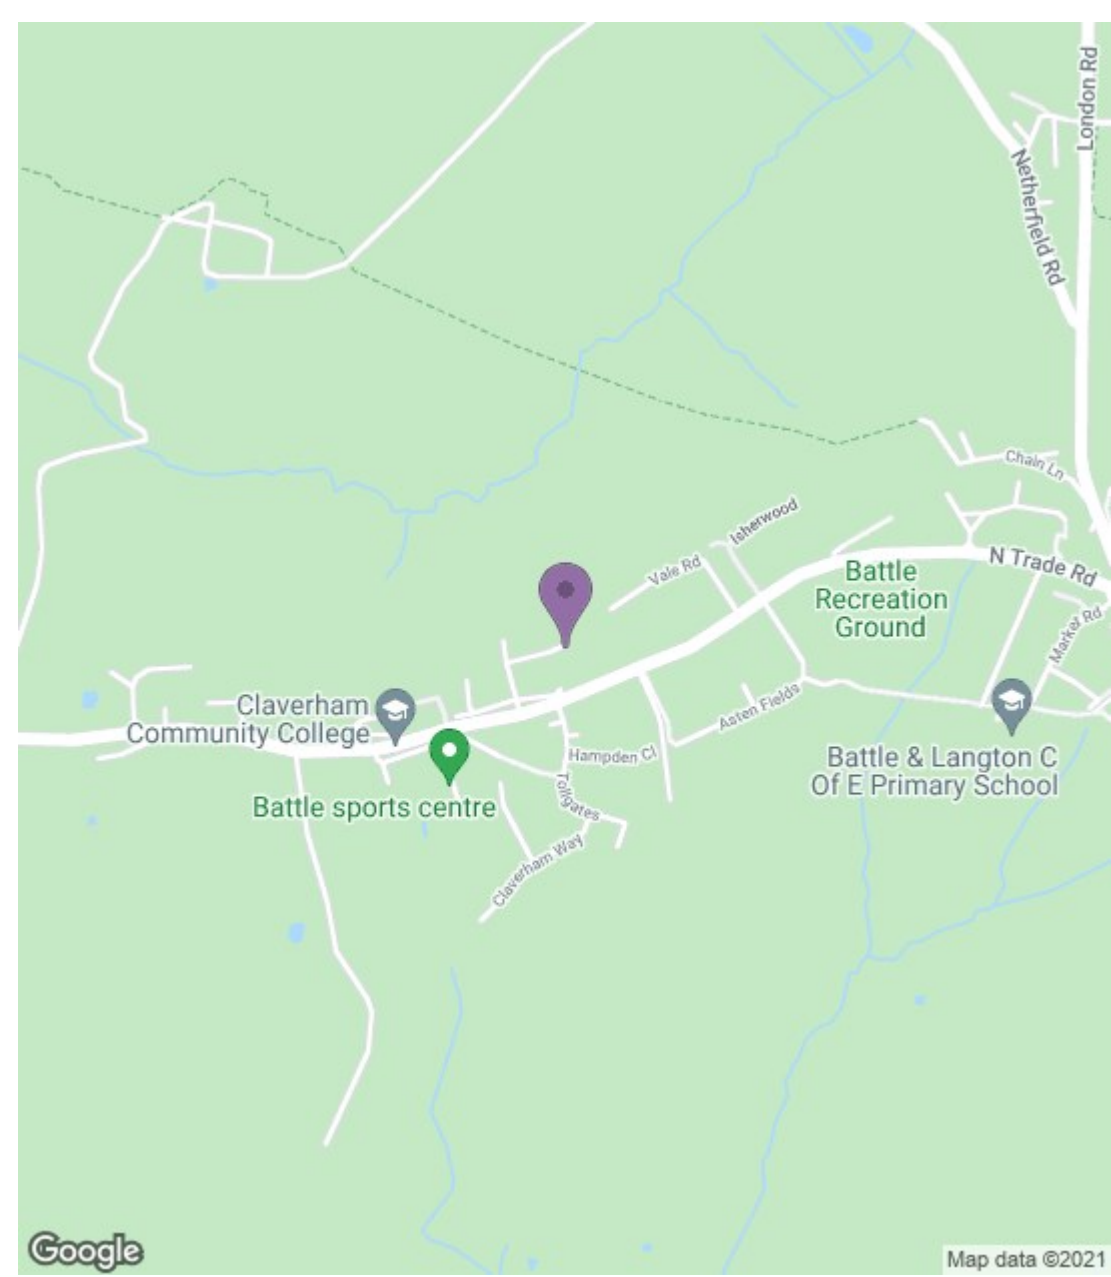 London Rd
Netherfield Rd
Chain Ln
Isherwood
N Trade Rd
Vale Rd
Battle
Recreation
Ground
Marker Rd
Claverham
Community College
Asten Fields
Hampden Cl
Battle & Langton C
Of E Primary School
Tollgates
Battle sports centre
Claverham Way
Google
Map data ©2021